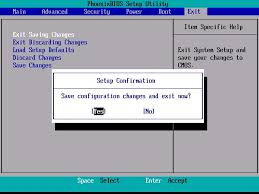 PhoenixBIOS Setup Utility
Main Advanced Security Power Boot Exit
Exit Saving Changes
Exit Discarding Changes
Load Setup Defaults
Discard Changes
Save Changes
Item Specific Help
Exit System Setup and
save your changes to
CMOS.
Setup Confirmation
Save configuration changes and exit now?
[Yes] [No]
Space Select Enter Accept